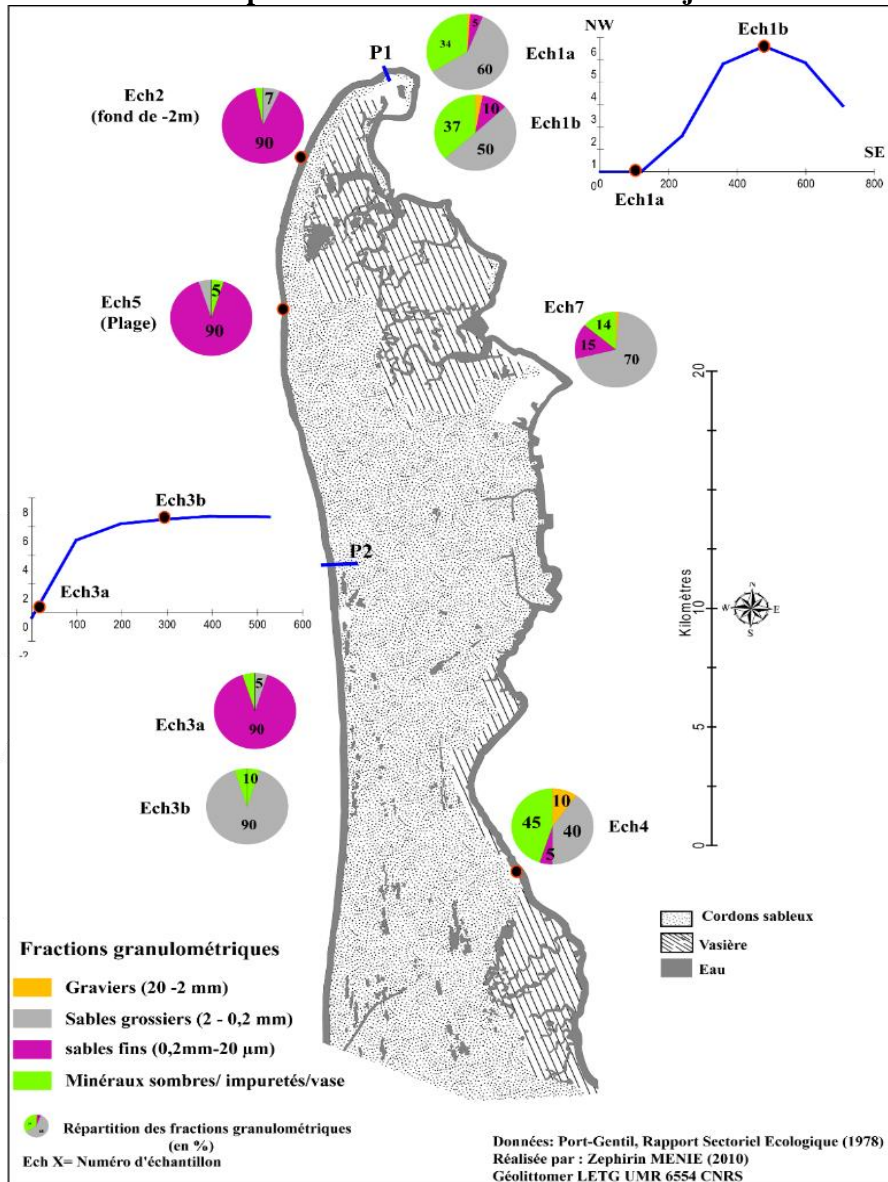 NW
Ech1b
6
5
4
3
2
1
0
200
400
600
800
SE
Ech1a
P1
34
5
60
Ech1a
37
10
50
Ech1b
Ech2
(fond de -2m)
7
90
Ech5
(Plage)
5
90
Ech7
14
15
70
20
8
6
4
2
0
-2
100
200
300
400
500
600
Ech3b
Ech3a
P2
Kilomètres
10
5
0
N
W
E
S
Ech3a
5
90
Ech3b
10
90
10
45
40
5
Ech4
Cordons sableux
Vasière
Eau
Fractions granulométriques
Graviers (20 -2 mm)
Sables grossiers (2 - 0,2 mm)
sables fins (0,2mm-20 µm)
Minéraux sombres/ impuretés/vase
Répartition des fractions granulométriques
(en %)
Ech X= Numéro d'échantillon
Données: Port-Gentil, Rapport Sectoriel Ecologique (1978)
Réalisée par : Zephirin MENIE (2010)
Géolittomer LETG UMR 6554 CNRS